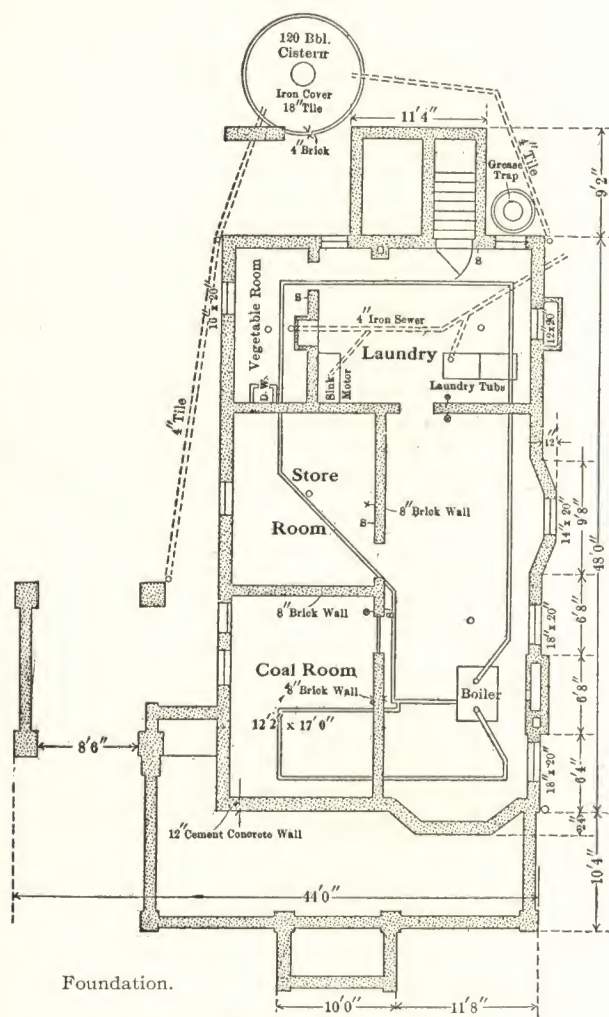 120 Bbl.
Cistern
Iron Cover
18" Tile
4" Brick
11'4"
4" Tile
Grease
Trap
9'2"
S
16" x 20"
Vegetable Room
S
4" Iron Sewer
Laundry
12 x 20
D.W.
Sink
Motor
Laundry Tubs
4" Tile
12"
Store
Room
8" Brick Wall
S
14" x 20"
9'8"
48'0"
8" Brick Wall
S
18" x 20"
6'8"
Coal Room
8" Brick Wall
12'2" x 17'0"
Boiler
6'8"
8'6"
18" x 20"
6'4"
12" Cement Concrete Wall
24"
10'4"
44'0"
Foundation.
10'0"
11'8"